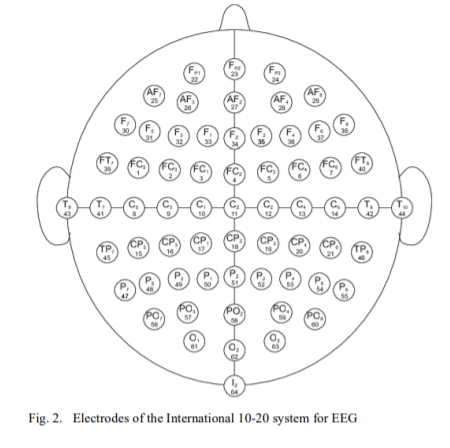 FP1 FPZ FP2
22 23 24
AF7 AF3 AFZ AF4 AF8
25 26 27 28 29
F7 F5 F3 F1 FZ F2 F4 F6 F8
30 31 32 33 34 35 36 37 38
FT7 FC5 FC3 FC1 FCZ FC2 FC4 FC6 FT8
39 1 2 3 4 5 6 7 40
T9 T7 C5 C3 C1 CZ C2 C4 C6 T8 T10
43 41 8 9 10 11 12 13 14 42 44
TP7 CP5 CP3 CP1 CPZ CP2 CP4 CP6 TP8
45 15 16 17 18 19 20 21 46
P7 P5 P3 P1 PZ P2 P4 P6 P8
47 48 49 50 51 52 53 54 55
PO7 PO3 POZ PO4 PO8
56 57 58 59 60
O1 OZ O2
61 62 63
IZ
64
Fig. 2. Electrodes of the International 10-20 system for EEG